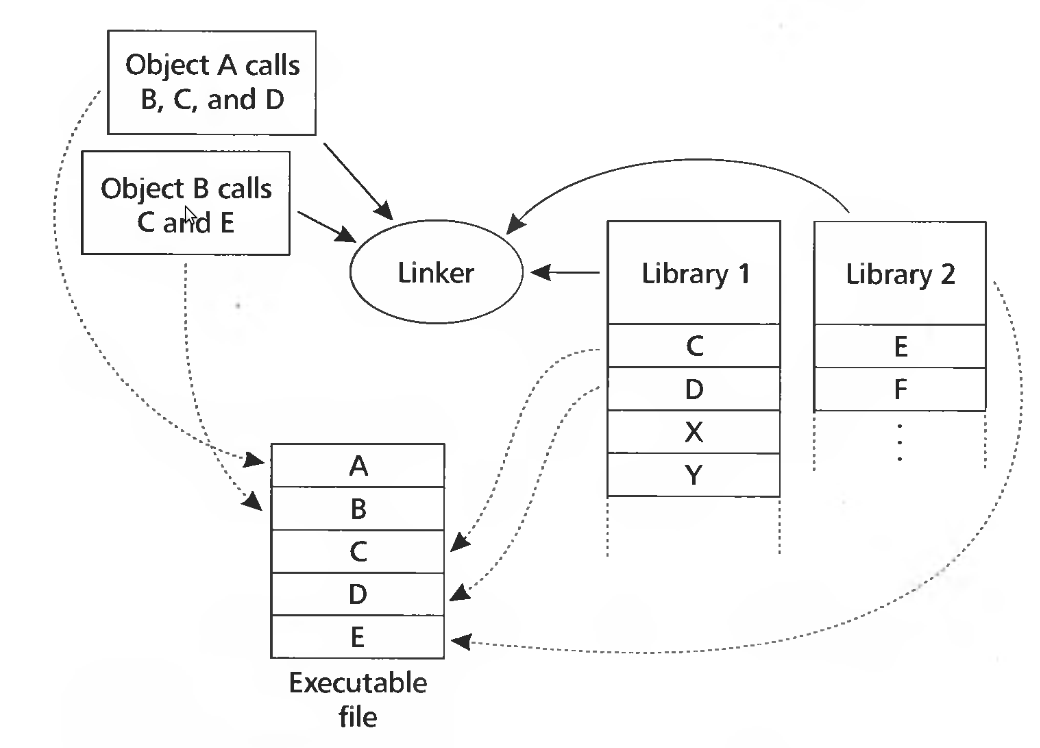 Object A calls
B, C, and D
Object B calls
C and E
Linker
Library 1
C
D
X
Y
Library 2
E
F
A
B
C
D
E
Executable
file